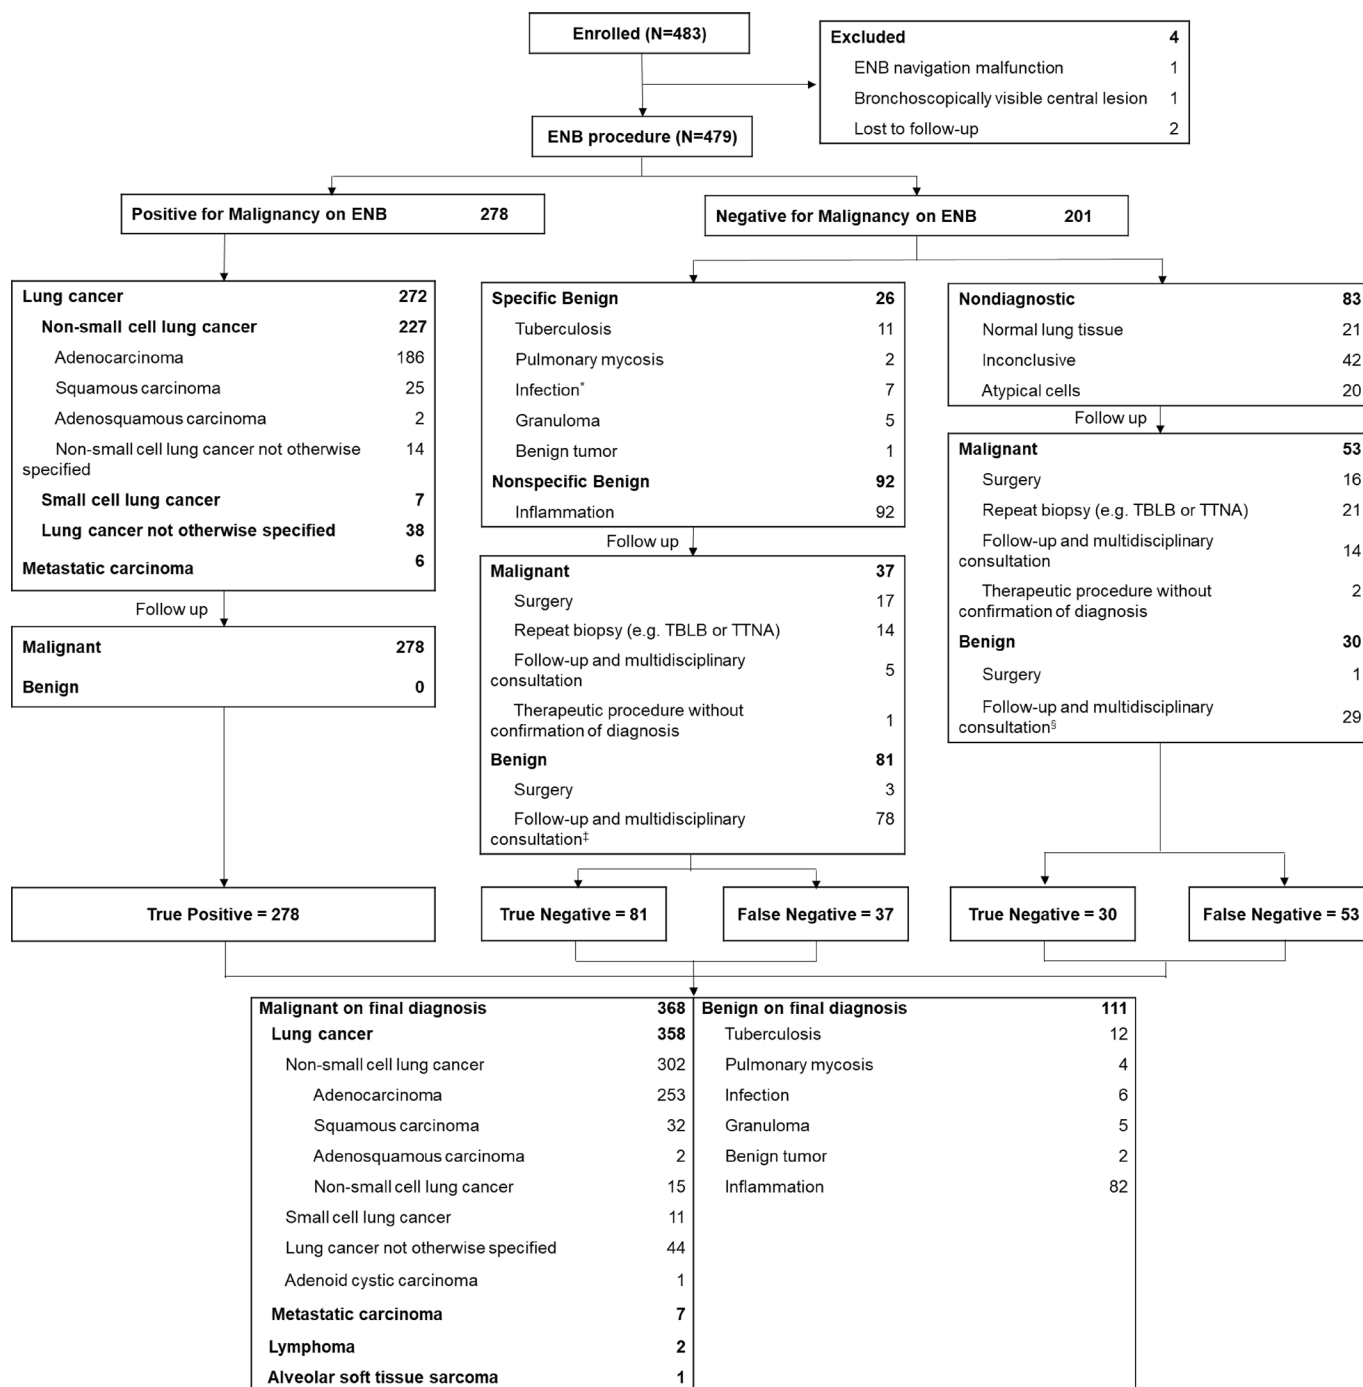 Enrolled (N=483)
Excluded 4
ENB navigation malfunction 1
Bronchoscopically visible central lesion 1
Lost to follow-up 2
ENB procedure (N=479)
Positive for Malignancy on ENB 278
Negative for Malignancy on ENB 201
Lung cancer 272
Non-small cell lung cancer 227
Adenocarcinoma 186
Squamous carcinoma 25
Adenosquamous carcinoma 2
Non-small cell lung cancer not otherwise 14
specified
Small cell lung cancer 7
Lung cancer not otherwise specified 38
Metastatic carcinoma 6
Follow up
Malignant 278
Benign 0
Specific Benign 26
Tuberculosis 11
Pulmonary mycosis 2
Infection* 7
Granuloma 5
Benign tumor 1
Nonspecific Benign 92
Inflammation 92
Follow up
Malignant 37
Surgery 17
Repeat biopsy (e.g. TBLB or TTNA) 14
Follow-up and multidisciplinary
consultation 5
Therapeutic procedure without
confirmation of diagnosis 1
Benign 81
Surgery 3
Follow-up and multidisciplinary 78
consultation‡
Nondiagnostic 83
Normal lung tissue 21
Inconclusive 42
Atypical cells 20
Follow up
Malignant 53
Surgery 16
Repeat biopsy (e.g. TBLB or TTNA) 21
Follow-up and multidisciplinary
consultation 14
Therapeutic procedure without 2
confirmation of diagnosis
Benign 30
Surgery 1
Follow-up and multidisciplinary
consultation§ 29
True Positive = 278
True Negative = 81
False Negative = 37
True Negative = 30
False Negative = 53
Malignant on final diagnosis 368
Lung cancer 358
Non-small cell lung cancer 302
Adenocarcinoma 253
Squamous carcinoma 32
Adenosquamous carcinoma 2
Non-small cell lung cancer 15
Small cell lung cancer 11
Lung cancer not otherwise specified 44
Adenoid cystic carcinoma 1
Metastatic carcinoma 7
Lymphoma 2
Alveolar soft tissue sarcoma 1
Benign on final diagnosis 111
Tuberculosis 12
Pulmonary mycosis 4
Infection 6
Granuloma 5
Benign tumor 2
Inflammation 82